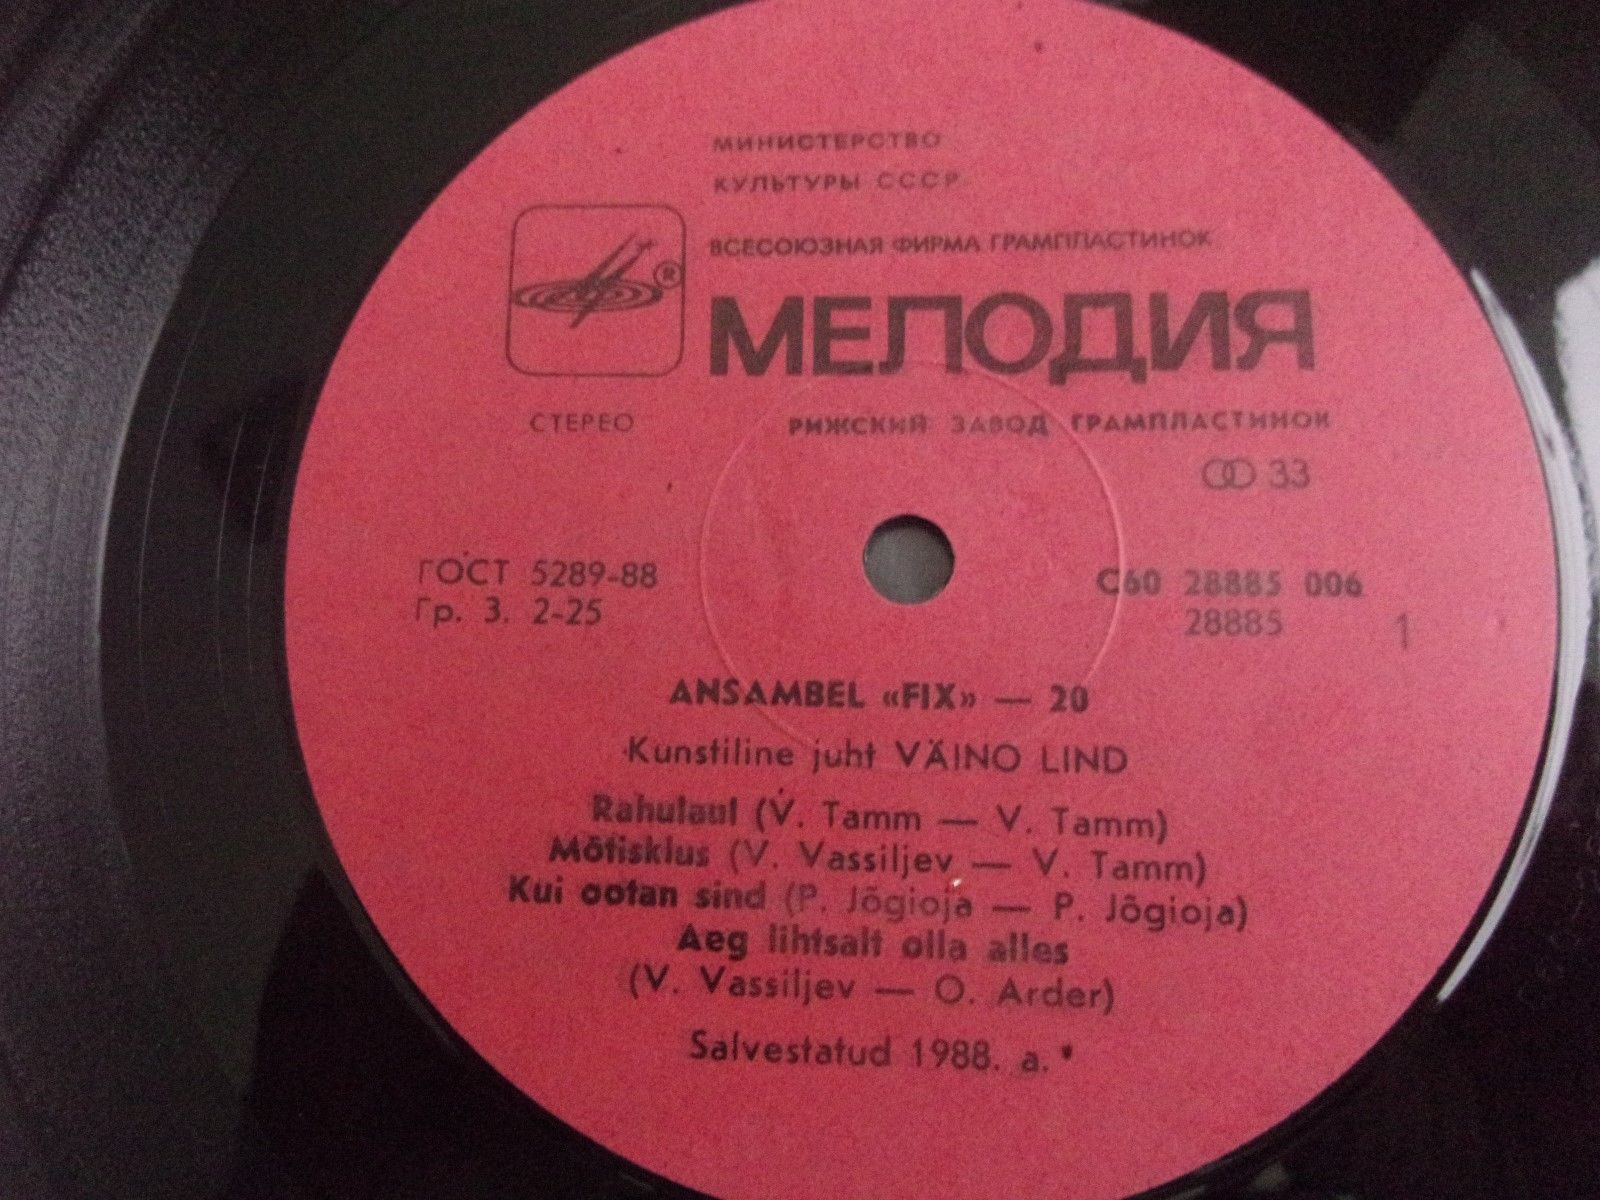 МИНИСТЕРСТВО
КУЛЬТУРЫ СССР
ВСЕСОЮЗНАЯ ФИРМА ГРАМПЛАСТИНОК
®
МЕЛОДИЯ
СТЕРЕО
РИЖСКИЙ ЗАВОД ГРАМПЛАСТИНОК
33
ГОСТ 5289-88
Гр. 3. 2-25
С60 28885 006
28885
1
ANSAMBEL «FIX» — 20
Kunstiline juht VÄINO LIND
Rahulaul (V. Tamm — V. Tamm)
Mõtisklus (V. Vassiljev — V. Tamm)
Kui ootan sind (P. Jõgioja — P. Jõgioja)
Aeg lihtsalt olla alles
(V. Vassiljev — O. Arder)
Salvestatud 1988. a.